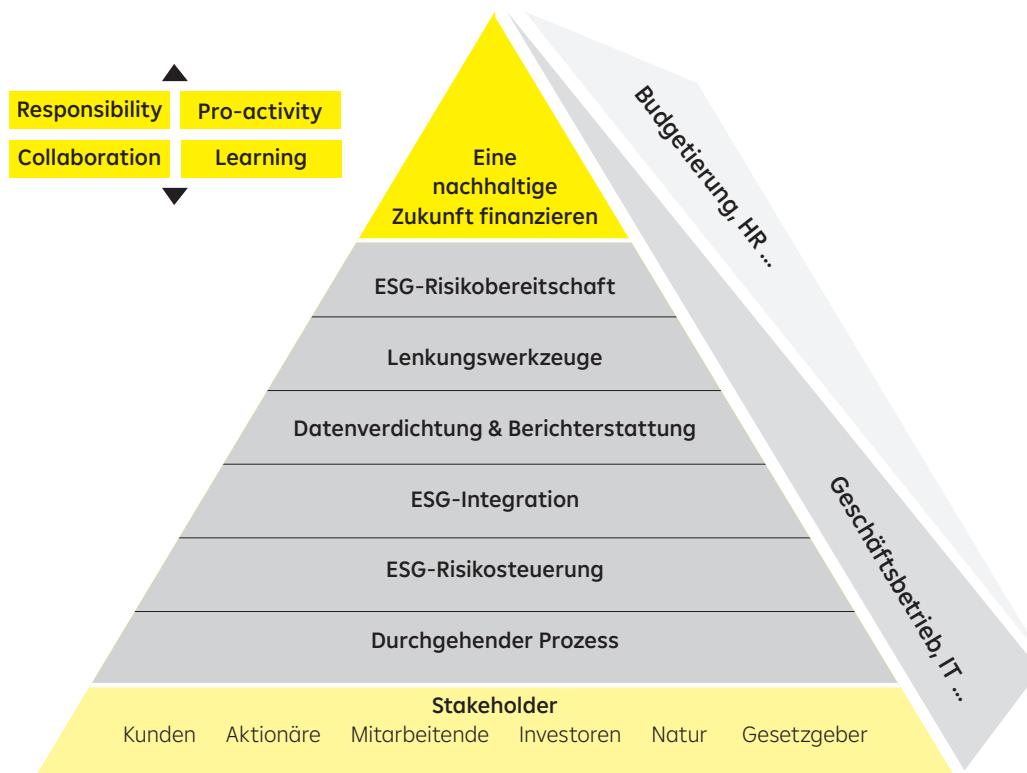 Responsibility Pro-activity
Collaboration Learning
Eine
nachhaltige
Zukunft finanzieren
ESG-Risikobereitschaft
Lenkungswerkzeuge
Datenverdichtung & Berichterstattung
ESG-Integration
ESG-Risikosteuerung
Durchgehender Prozess
Stakeholder
Kunden Aktionäre Mitarbeitende Investoren Natur Gesetzgeber
Budgetierung, HR ...
Geschäftsbetrieb, IT ...